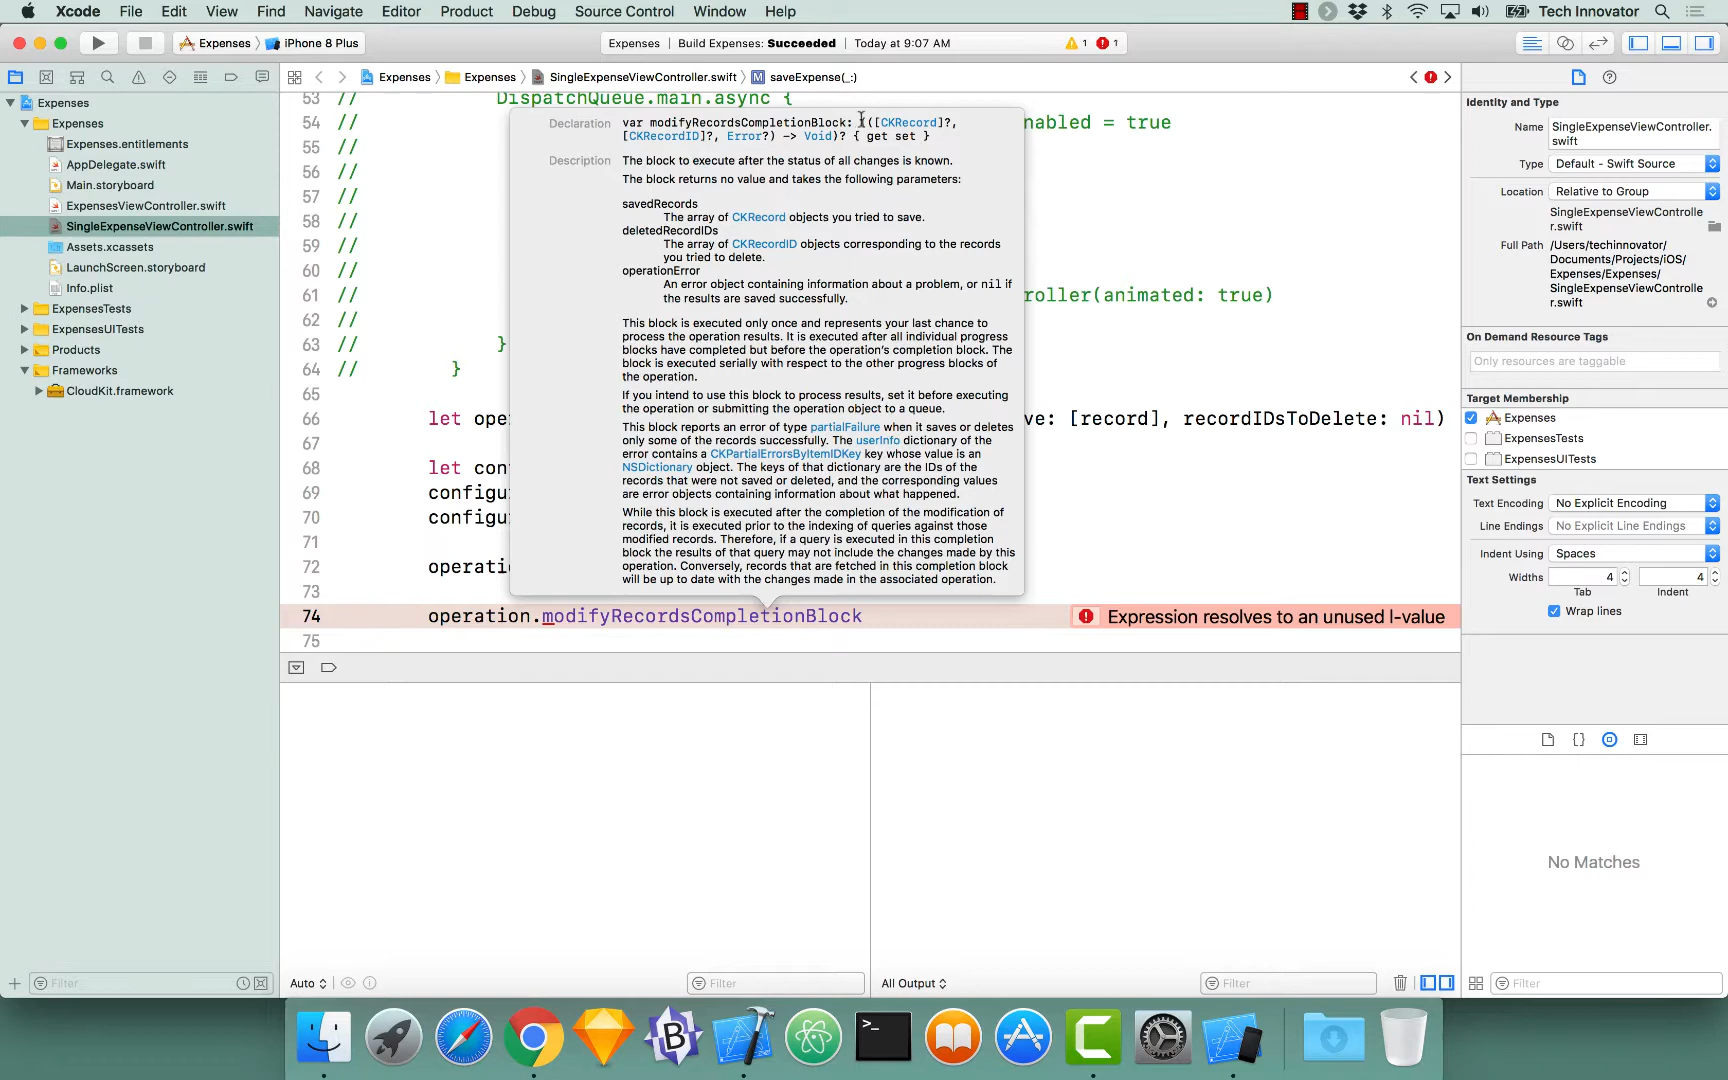 Xcode File Edit View Find Navigate Editor Product Debug Source Control Window Help Tech Innovator
Expenses iPhone 8 Plus Expenses | Build Expenses: Succeeded | Today at 9:07 AM 1 1
Expenses Expenses SingleExpenseViewController.swift M saveExpense(_:)
Expenses
Expenses
Expenses.entitlements
AppDelegate.swift
Main.storyboard
ExpensesViewController.swift
SingleExpenseViewController.swift
Assets.xcassets
LaunchScreen.storyboard
Info.plist
ExpensesTests
ExpensesUITests
Products
Frameworks
CloudKit.framework
Filter
53 // DispatchQueue.main.async {
54 // nabled = true
55 //
56 //
57 //
58 //
59 //
60 //
61 // roller(animated: true)
62 //
63 // }
64 // }
65
66 let ope ve: [record], recordIDsToDelete: nil)
67
68 let con
69 configu
70 configu
71
72 operati
73
74 operation.modifyRecordsCompletionBlock Expression resolves to an unused l-value
75
Declaration var modifyRecordsCompletionBlock: (([CKRecord]?,
[CKRecordID]?, Error?) -> Void)? { get set }
Description The block to execute after the status of all changes is known.
The block returns no value and takes the following parameters:
savedRecords
The array of CKRecord objects you tried to save.
deletedRecordIDs
The array of CKRecordID objects corresponding to the records
you tried to delete.
operationError
An error object containing information about a problem, or nil if
the results are saved successfully.
This block is executed only once and represents your last chance to
process the operation results. It is executed after all individual progress
blocks have completed but before the operation's completion block. The
block is executed serially with respect to the other progress blocks of
the operation.
If you intend to use this block to process results, set it before executing
the operation or submitting the operation object to a queue.
This block reports an error of type partialFailure when it saves or deletes
only some of the records successfully. The userInfo dictionary of the
error contains a CKPartialErrorsByItemIDKey key whose value is an
NSDictionary object. The keys of that dictionary are the IDs of the
records that were not saved or deleted, and the corresponding values
are error objects containing information about what happened.
While this block is executed after the completion of the modification of
records, it is executed prior to the indexing of queries against those
modified records. Therefore, if a query is executed in this completion
block the results of that query may not include the changes made by this
operation. Conversely, records that are fetched in this completion block
will be up to date with the changes made in the associated operation.
Auto Filter
All Output Filter
Identity and Type
Name SingleExpenseViewController.
swift
Type Default - Swift Source
Location Relative to Group
SingleExpenseViewControlle
r.swift
Full Path /Users/techinnovator/
Documents/Projects/iOS/
Expenses/Expenses/
SingleExpenseViewControlle
r.swift
On Demand Resource Tags
Only resources are taggable
Target Membership
Expenses
ExpensesTests
ExpensesUITests
Text Settings
Text Encoding No Explicit Encoding
Line Endings No Explicit Line Endings
Indent Using Spaces
Widths 4 4
Tab Indent
Wrap lines
{}
No Matches
Filter
B
>_
C